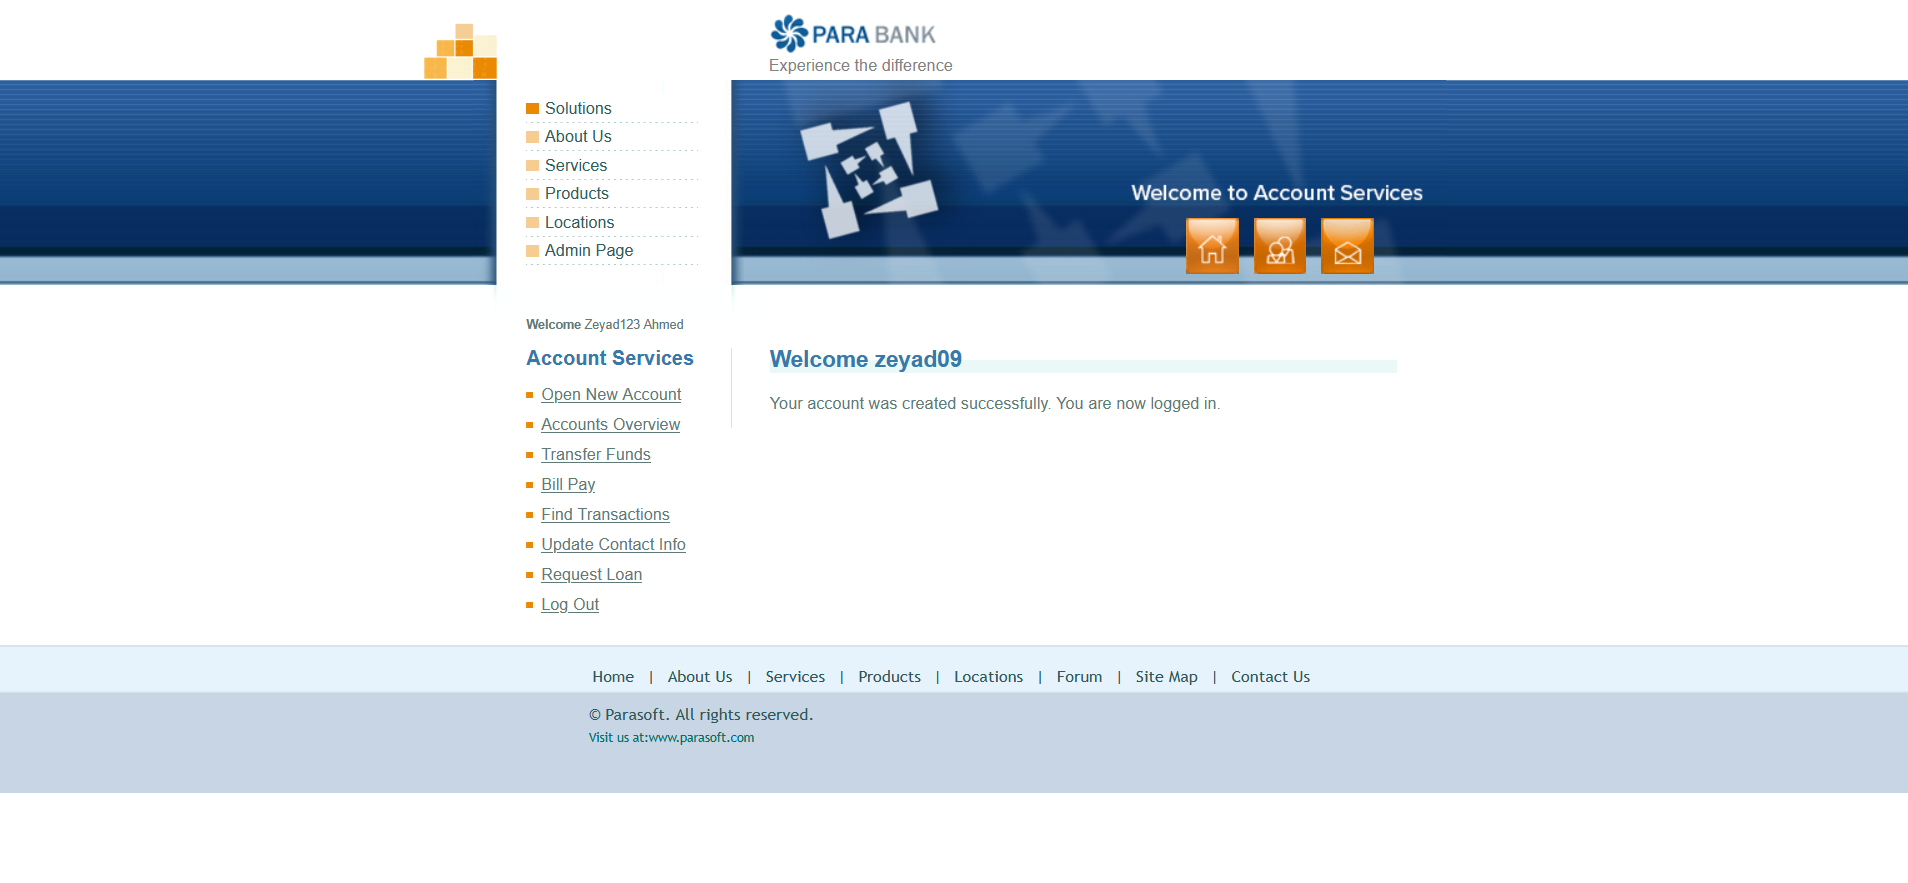 PARA BANK
Experience the difference
Solutions
About Us
Services
Products
Locations
Admin Page
Welcome to Account Services
Welcome Zeyad123 Ahmed
Account Services
Open New Account
Accounts Overview
Transfer Funds
Bill Pay
Find Transactions
Update Contact Info
Request Loan
Log Out
Welcome zeyad09
Your account was created successfully. You are now logged in.
Home | About Us | Services | Products | Locations | Forum | Site Map | Contact Us
© Parasoft. All rights reserved.
Visit us at:www.parasoft.com